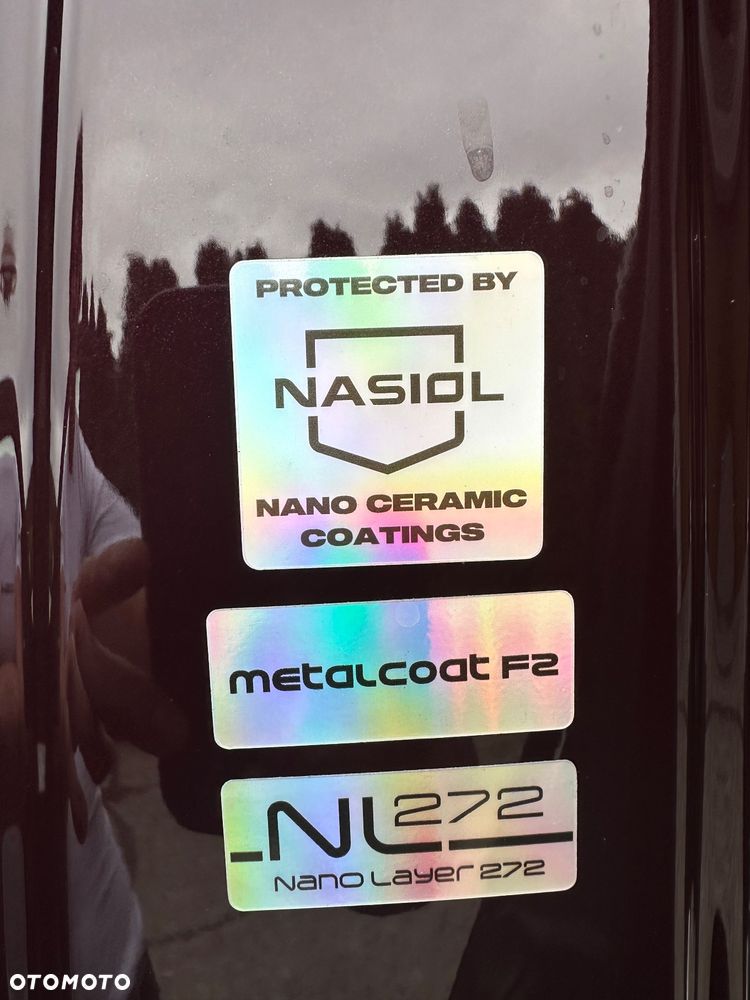 PROTECTED BY
NASIOL
NANO CERAMIC
COATINGS
metalcoat F2
NL272
Nano Layer 272
OTOMOTO